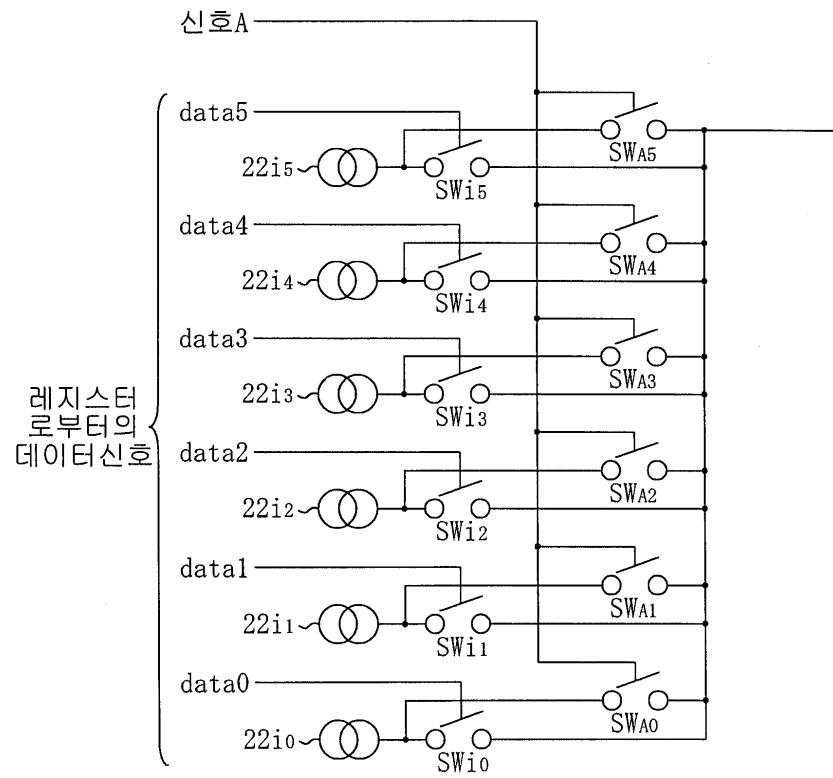 신호A
data5
SWA5
22i5
SWi5
data4
SWA4
22i4
SWi4
data3
SWA3
22i3
SWi3
레지스터
로부터의
데이터신호
data2
SWA2
22i2
SWi2
data1
SWA1
22i1
SWi1
data0
SWA0
22i0
SWi0